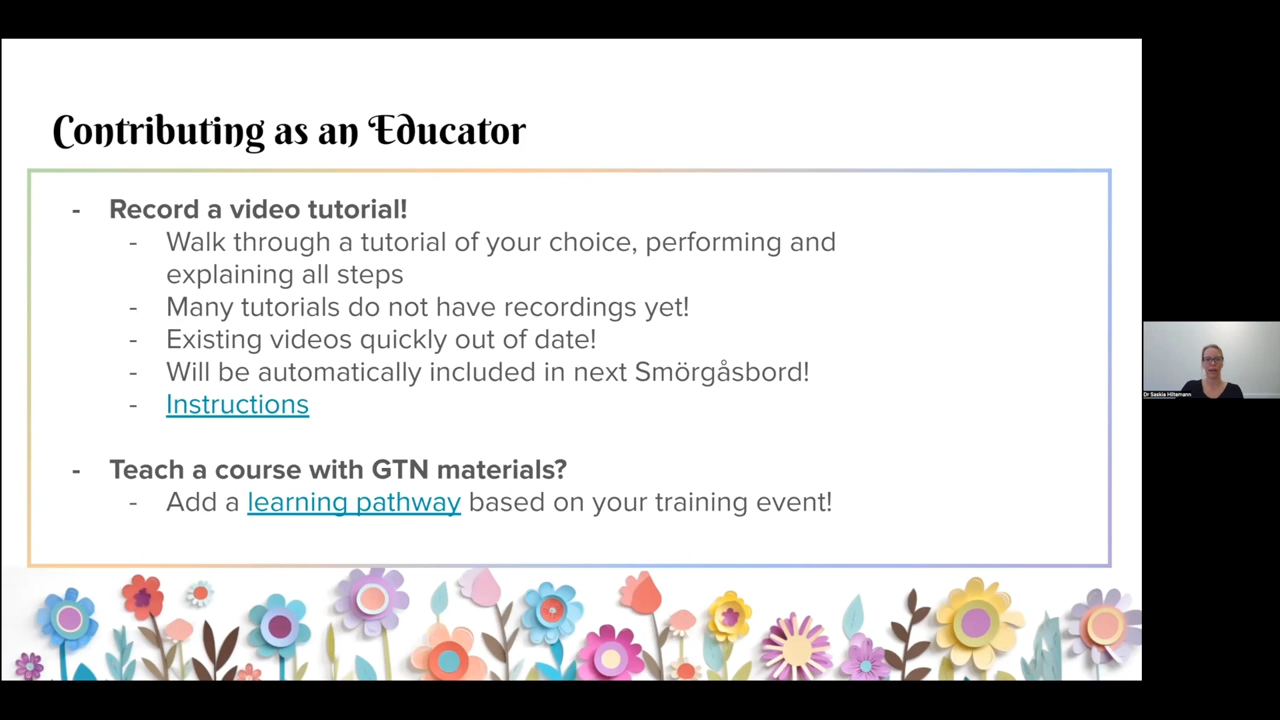 Contributing as an Educator
- Record a video tutorial!
- Walk through a tutorial of your choice, performing and
explaining all steps
- Many tutorials do not have recordings yet!
- Existing videos quickly out of date!
- Will be automatically included in next Smörgåsbord!
- Instructions
- Teach a course with GTN materials?
- Add a learning pathway based on your training event!
Dr Saskia Hiltemann